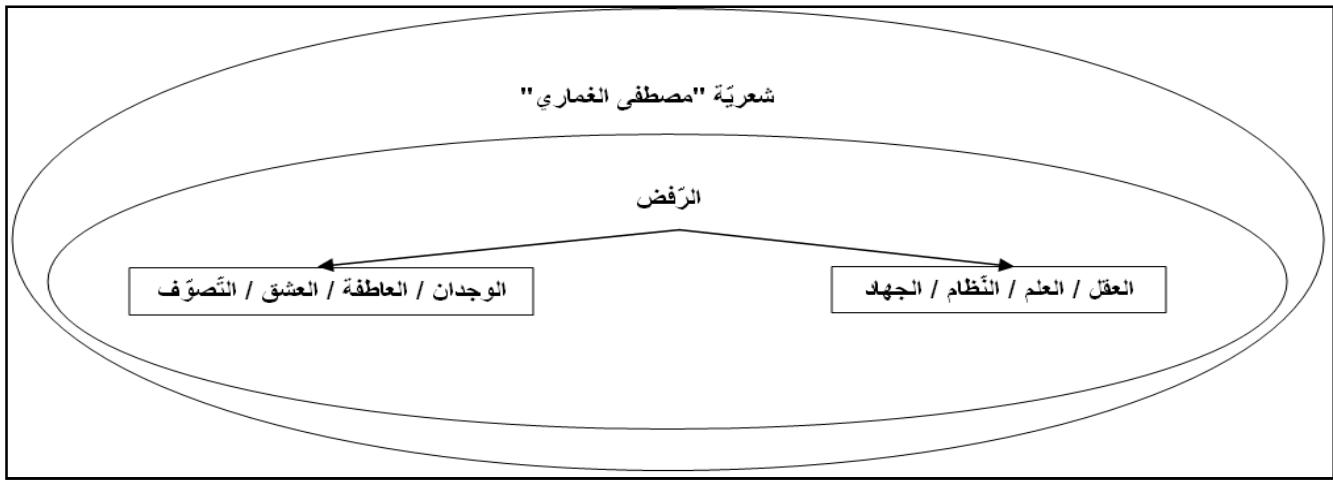 شعريّة "مصطفى الغماري"
الرّفض
العقل / العلم / النّظام / الجهاد
الوجدان / العاطفة / العشق / التّصوّف